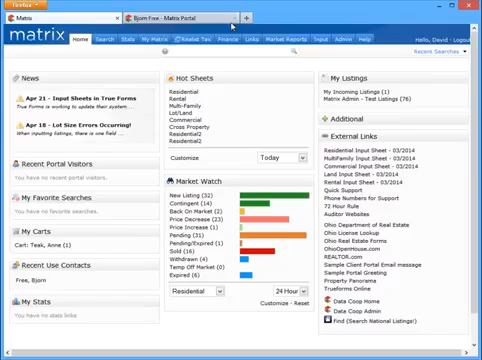 Firefox
Matrix
Bjorn Free - Matrix Portal
matrix
Home
Search
Stats
My Matrix
Realist Tax
Finance
Links
Market Reports
Input
Admin
Help
Hello, David - Logout
Recent Searches
News
Apr 21 - Input Sheets in True Forms
True Forms is working to update their system....
Apr 18 - Lot Size Errors Occurring!
When inputting listings, there is one field ...
Recent Portal Visitors
You have no recent portal visitors.
My Favorite Searches
You have no favorite searches.
My Carts
Cart: Teak, Anne (1)
Recent Use Contacts
Free, Bjorn
My Stats
You have no stats links
Hot Sheets
Residential
Rental
Multi-Family
Lot/Land
Commercial
Cross Property
Residential2
Residential2
Customize
Today
Market Watch
New Listing (32)
Contingent (14)
Back On Market (2)
Price Decrease (23)
Price Increase (1)
Pending (31)
Pending/Expired (1)
Sold (16)
Withdrawn (4)
Temp Off Market (0)
Expired (6)
Residential
24 Hour
Customize - Reset
My Listings
My Incoming Listings (1)
Matrix Admin - Test Listings (76)
Additional
External Links
Residential Input Sheet - 03/2014
MultiFamily Input Sheet - 03/2014
Commercial Input Sheet - 03/2014
Land Input Sheet - 03/2014
Rental Input Sheet - 03/2014
Quick Support
Phone Numbers for Support
72 Hour Rule
Auditor Websites
Ohio Department of Real Estate
Ohio License Lookup
Ohio Real Estate Forms
OhioOpenHouse.com
REALTOR.com
Sample Client Portal Email message
Sample Portal Greeting
Property Panorama
Trueforms Online
Data Coop Home
Data Coop Admin
Find (Search National Listings!)